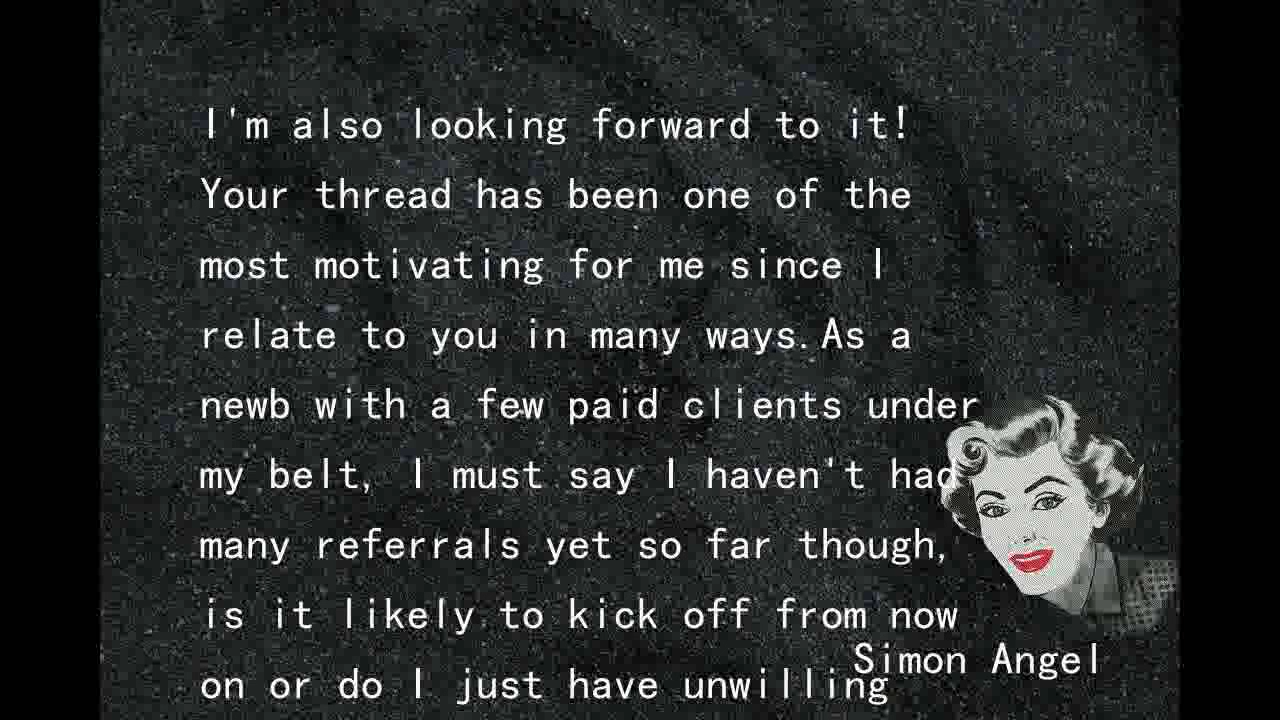 I'm also looking forward to it!
Your thread has been one of the
most motivating for me since I
relate to you in many ways.As a
newb with a few paid clients under
my belt, I must say I haven't had
many referrals yet so far though,
is it likely to kick off from now
on or do I just have unwilling
Simon Angel